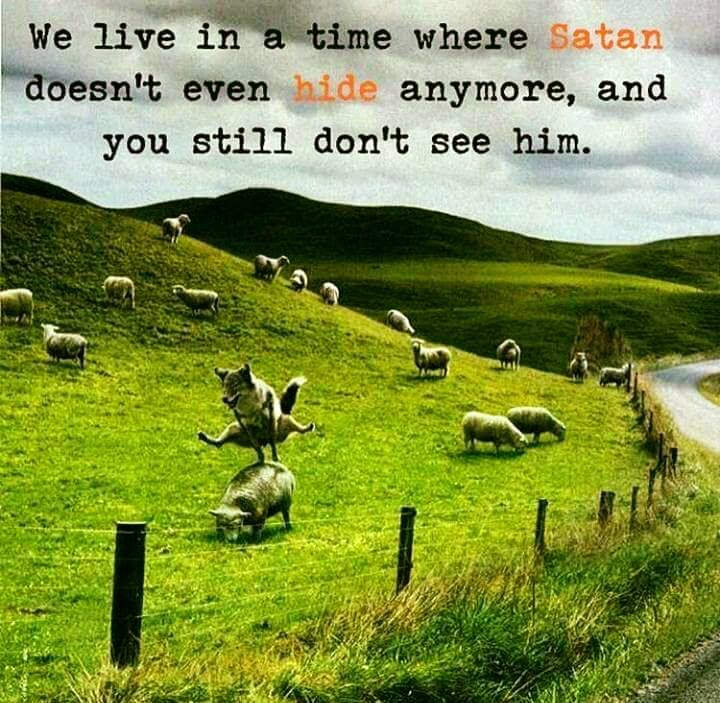 We live in a time where Satan
doesn't even hide anymore, and
you still don't see him.